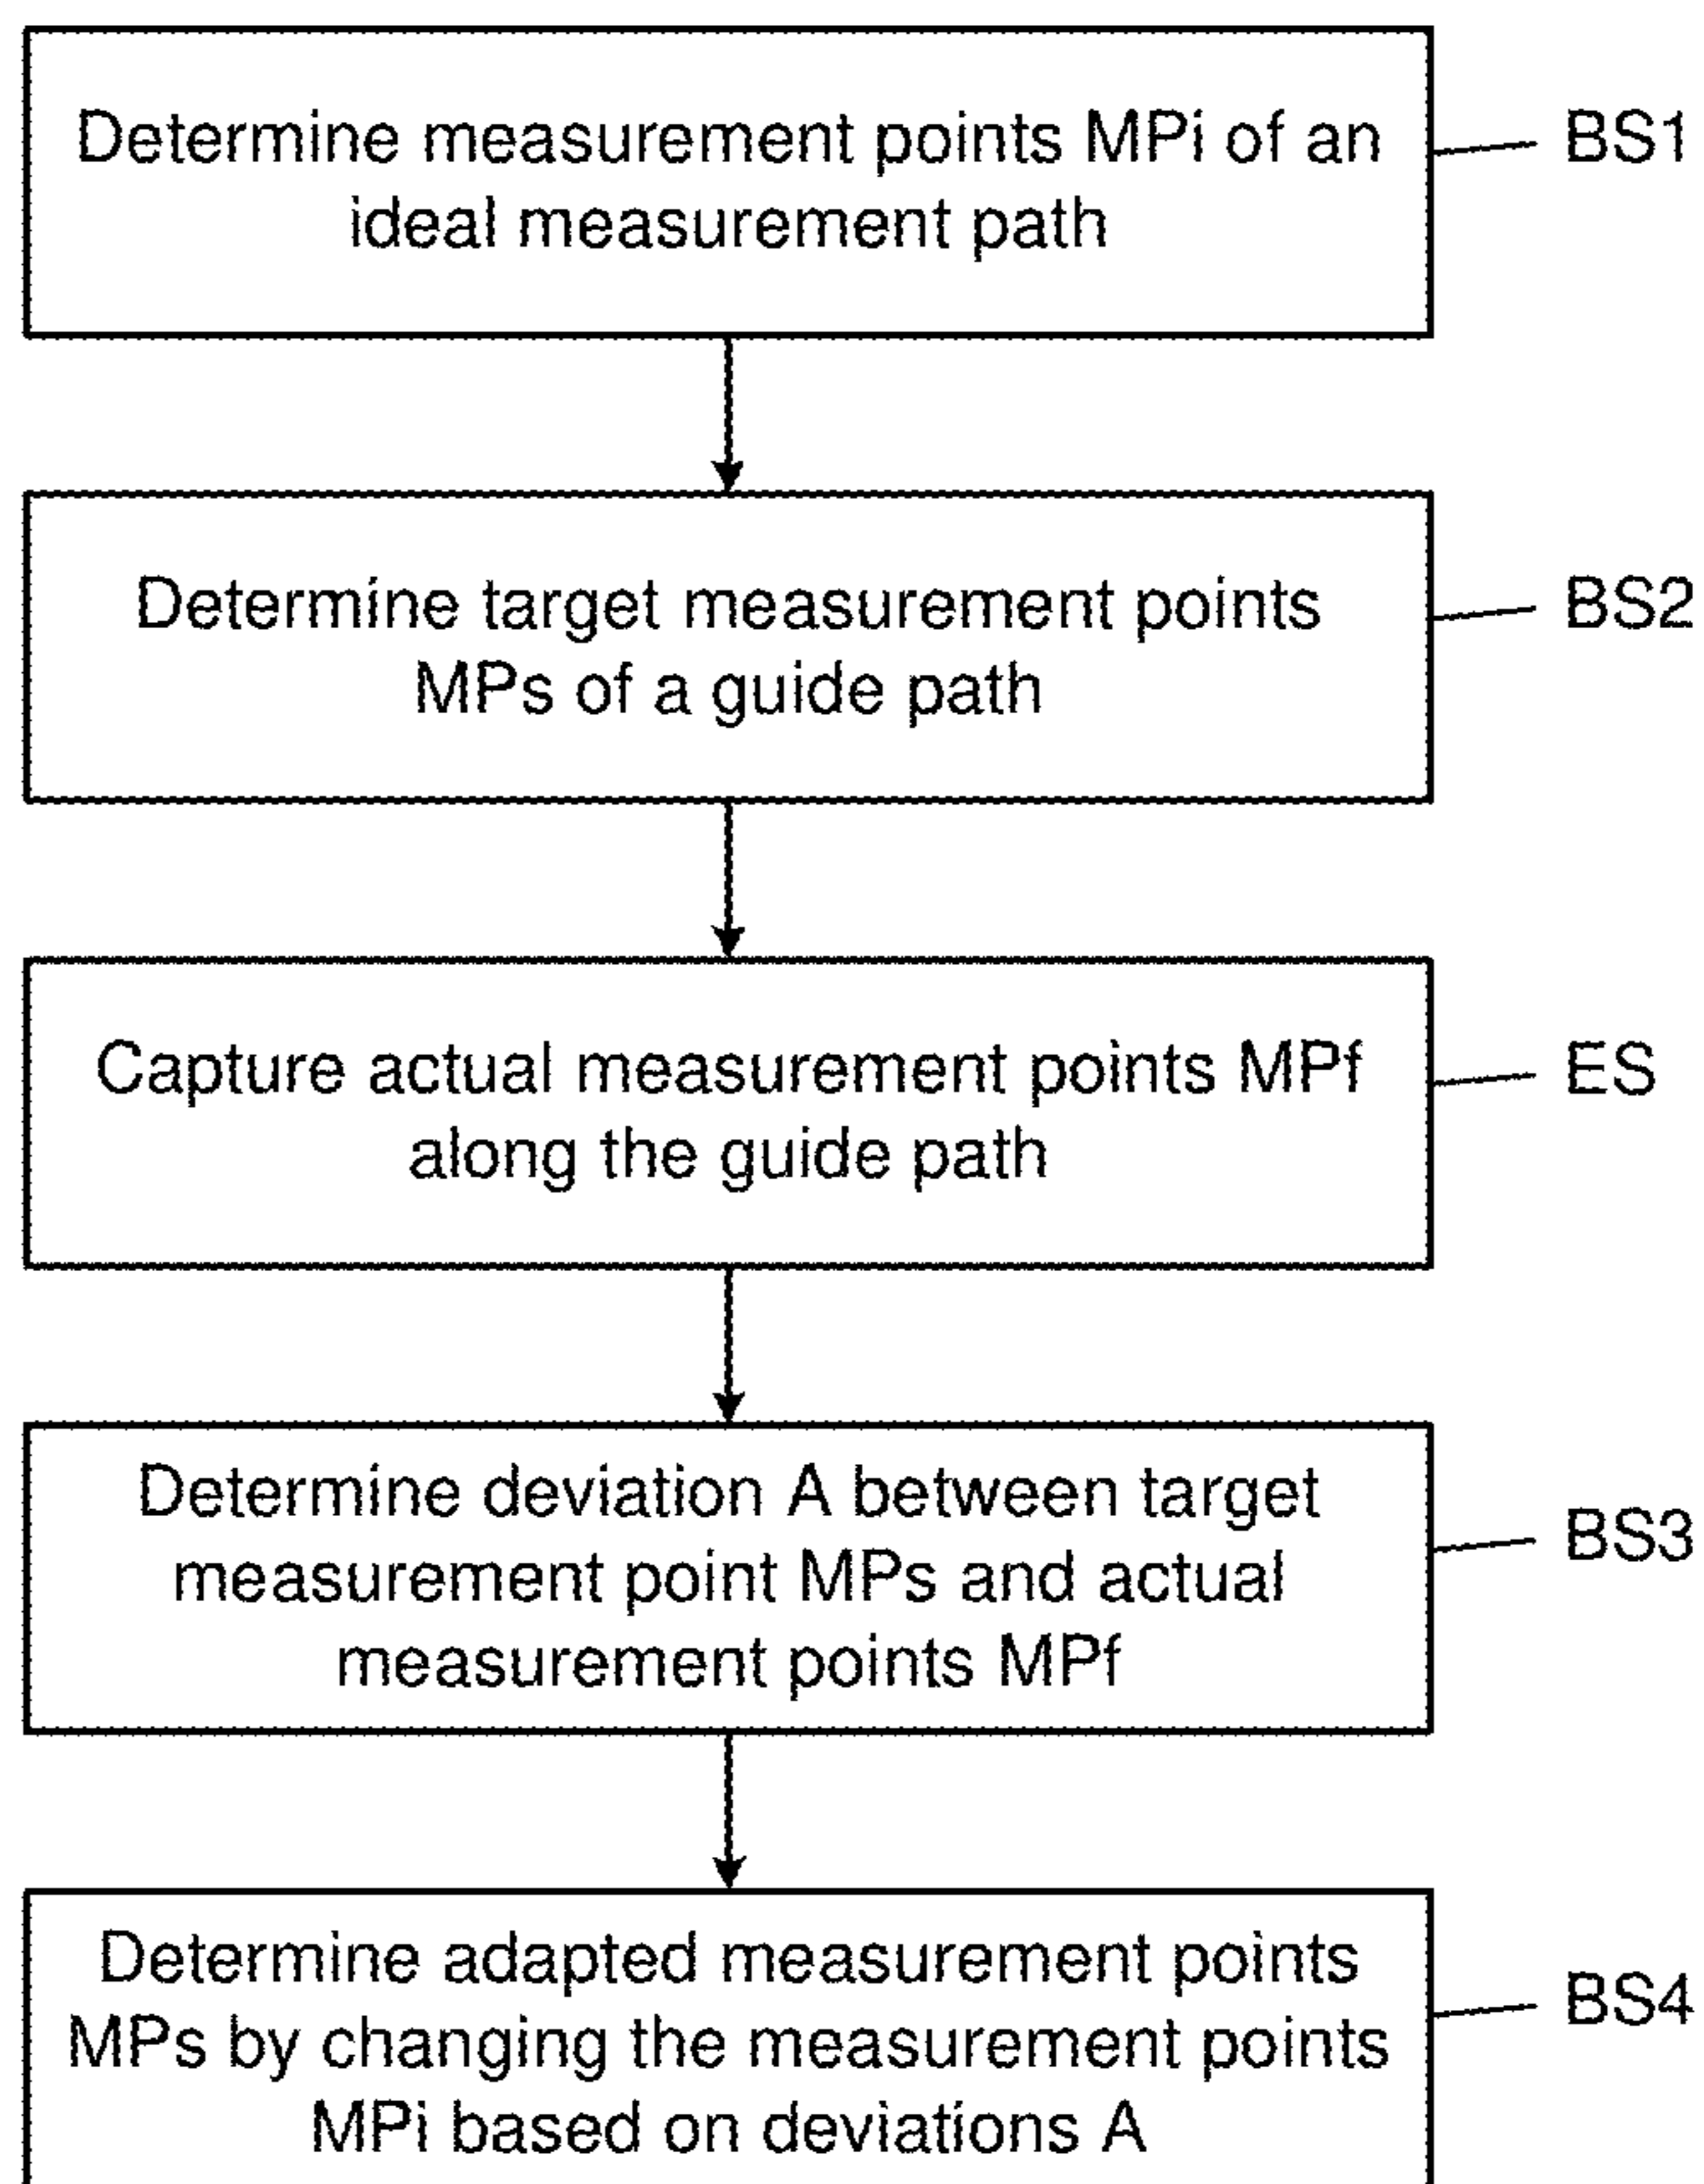 Determine measurement points MPi of an
ideal measurement path
BS1
Determine target measurement points
MPs of a guide path
BS2
Capture actual measurement points MPf
along the guide path
ES
Determine deviation A between target
measurement point MPs and actual
measurement points MPf
BS3
Determine adapted measurement points
MPs by changing the measurement points
MPi based on deviations A
BS4